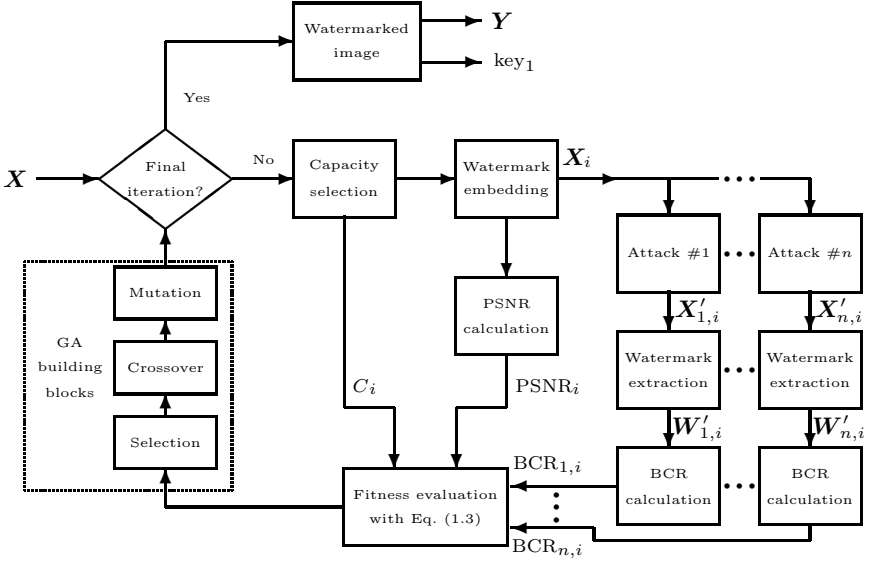 Watermarked
image
Y
key1
Yes
X
Final
iteration?
No
Capacity
selection
Watermark
embedding
Xi
Attack #1
Attack #n
X′1,i
X′n,i
Mutation
PSNR
calculation
Watermark
extraction
Watermark
extraction
GA
building
blocks
Crossover
Ci
PSNRi
W′1,i
W′n,i
Selection
BCR1,i
BCR
calculation
BCR
calculation
Fitness evaluation
with Eq. (1.3)
BCRn,i